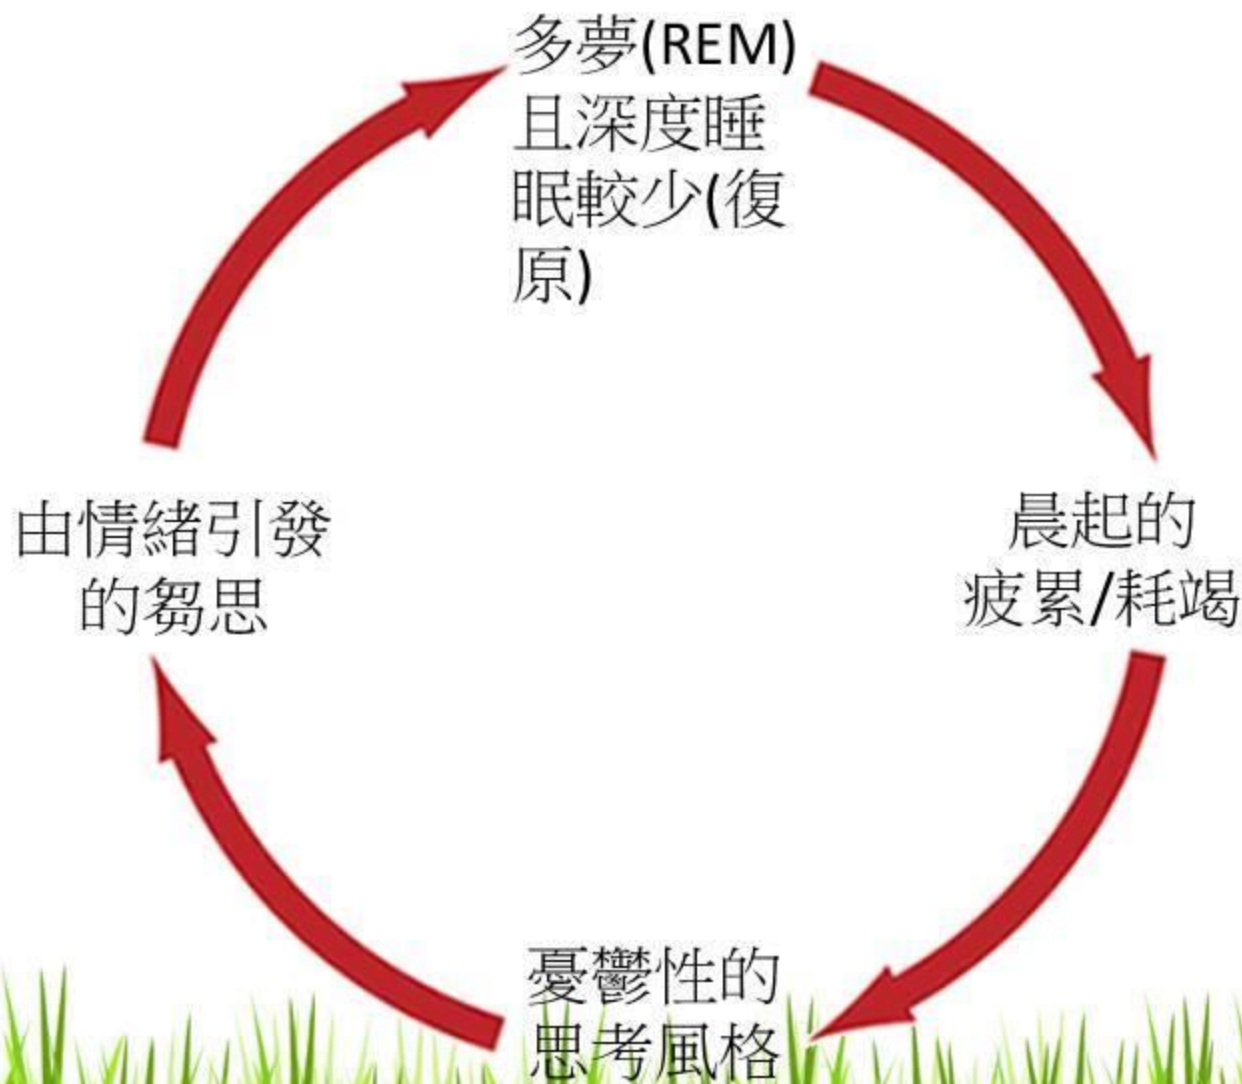 多夢(REM)
且深度睡
眠較少(復
原)
晨起的
疲累/耗竭
憂鬱性的
思考風格
由情緒引發
的芻思